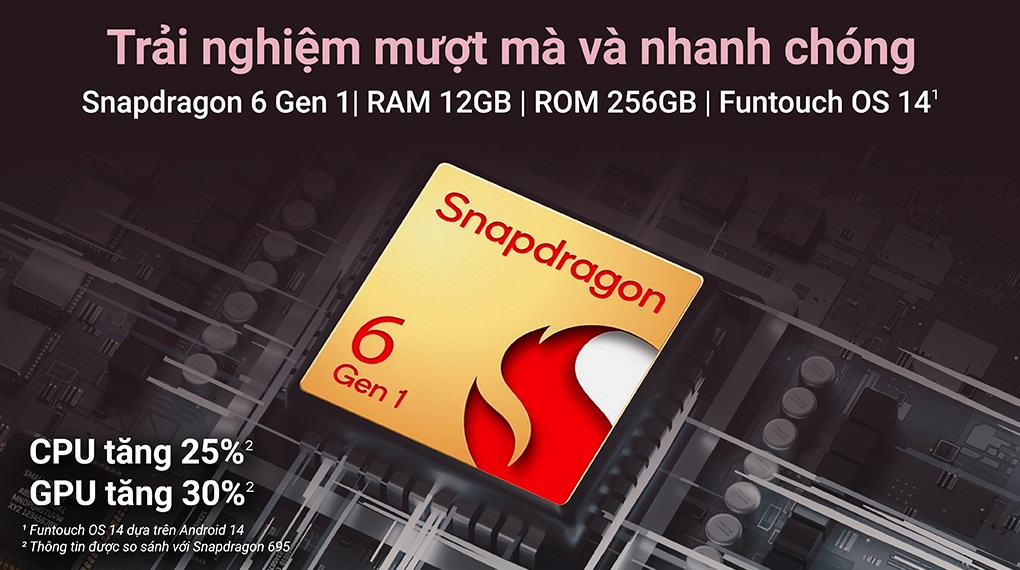 Trải nghiệm mượt mà và nhanh chóng
Snapdragon 6 Gen 1| RAM 12GB | ROM 256GB | Funtouch OS 14¹
Snapdragon
6
Gen 1
CPU tăng 25%²
GPU tăng 30%²
¹ Funtouch OS 14 dựa trên Android 14
² Thông tin được so sánh với Snapdragon 695